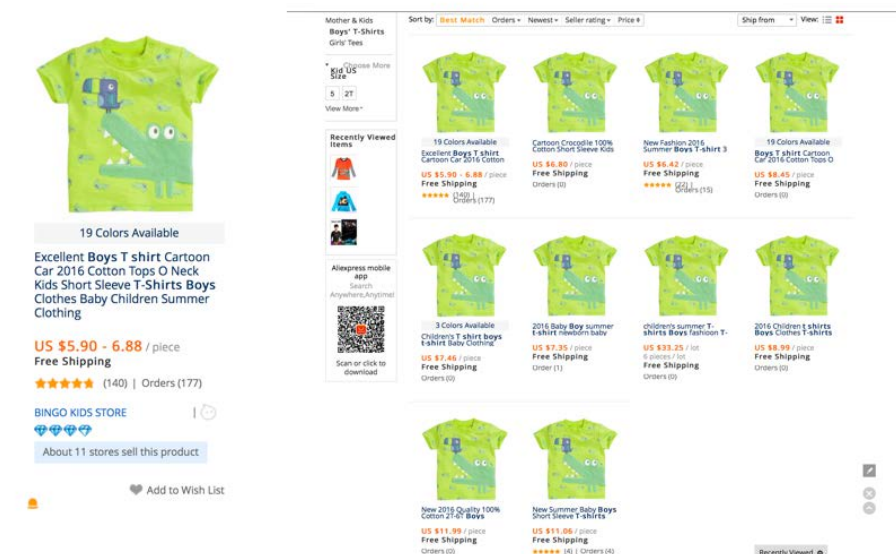 19 Colors Available
Excellent Boys T shirt Cartoon
Car 2016 Cotton Tops O Neck
Kids Short Sleeve T-Shirts Boys
Clothes Baby Children Summer
Clothing
US $5.90 - 6.88 / piece
Free Shipping
(140) | Orders (177)
BINGO KIDS STORE
About 11 stores sell this product
Add to Wish List
Mother & Kids
Boys' T-Shirts
Girls' Tees
Choose More
Kid US
Size
5 2T
View More
Recently Viewed
Items
Aliexpress mobile
app
Search
Anywhere,Anytime!
Scan or click to
download
Sort by: Best Match Orders Newest Seller rating Price Ship from View:
19 Colors Available
Excellent Boys T shirt
Cartoon Car 2016 Cotton
US $5.90 - 6.88 / piece
Free Shipping
(140) |
Orders (177)
Cartoon Crocodile 100%
Cotton Short Sleeve Kids
US $6.80 / piece
Free Shipping
Orders (0)
New Fashion 2016
Summer Boys T-shirt 3
US $6.42 / piece
Free Shipping
(22) |
Orders (15)
19 Colors Available
Boys T shirt Cartoon
Car 2016 Cotton Tops O
US $8.45 / piece
Free Shipping
Orders (0)
3 Colors Available
Children's T shirt boys
t-shirt Baby Clothing
US $7.46 / piece
Free Shipping
Orders (0)
2016 Baby Boy summer
t-shirt newborn baby
US $7.35 / piece
Free Shipping
Order (1)
children's summer T-
shirts Boys fashioon T-
US $33.25 / lot
6 pieces / lot
Free Shipping
Orders (0)
2016 Children t shirts
Boys Clothes T-shirts
US $8.99 / piece
Free Shipping
Orders (0)
New 2016 Quality 100%
Cotton 2T-6T Boys
US $11.99 / piece
Free Shipping
Orders (0)
New Summer Baby Boys
Short Sleeve T-shirts
US $11.06 / piece
Free Shipping
(4) | Orders (4)
Recently Viewed